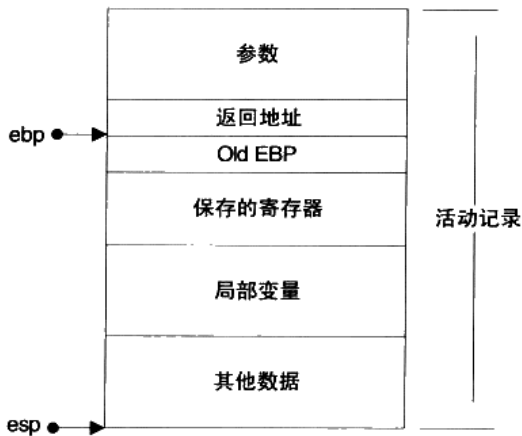 参数
返回地址
ebp
Old EBP
保存的寄存器
活动记录
局部变量
其他数据
esp